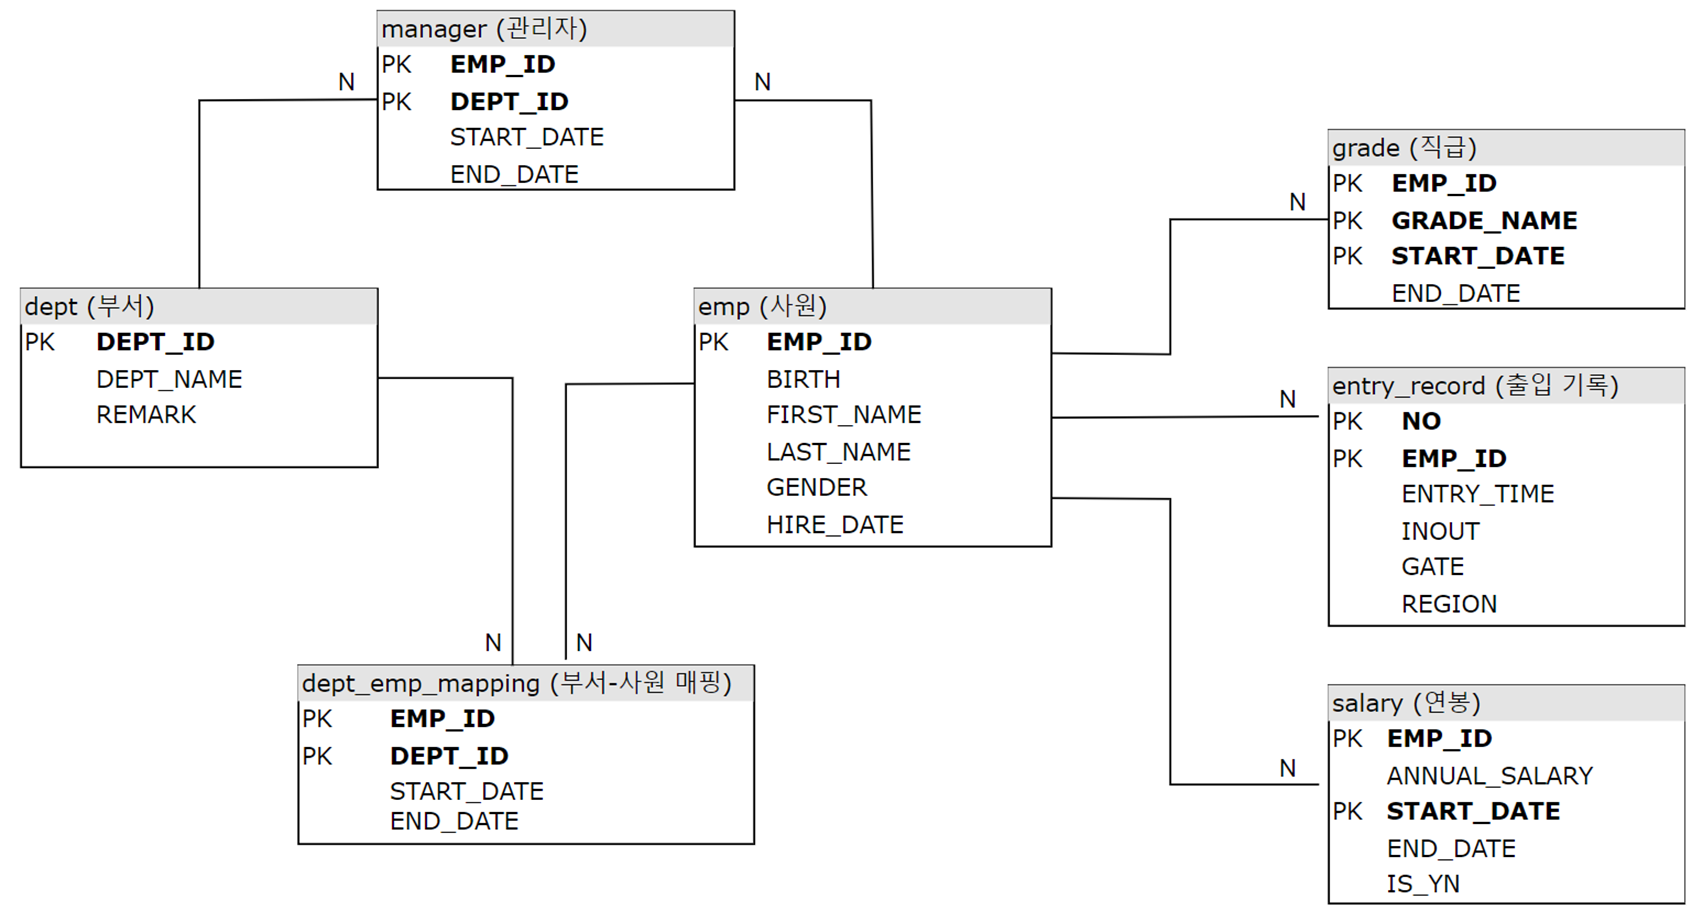 manager (관리자)
PK EMP_ID
PK DEPT_ID
START_DATE
END_DATE
N
N
dept (부서)
PK DEPT_ID
DEPT_NAME
REMARK
emp (사원)
PK EMP_ID
BIRTH
FIRST_NAME
LAST_NAME
GENDER
HIRE_DATE
N
N
dept_emp_mapping (부서-사원 매핑)
PK EMP_ID
PK DEPT_ID
START_DATE
END_DATE
N
grade (직급)
PK EMP_ID
PK GRADE_NAME
PK START_DATE
END_DATE
N
entry_record (출입 기록)
PK NO
PK EMP_ID
ENTRY_TIME
INOUT
GATE
REGION
N
salary (연봉)
PK EMP_ID
ANNUAL_SALARY
PK START_DATE
END_DATE
IS_YN